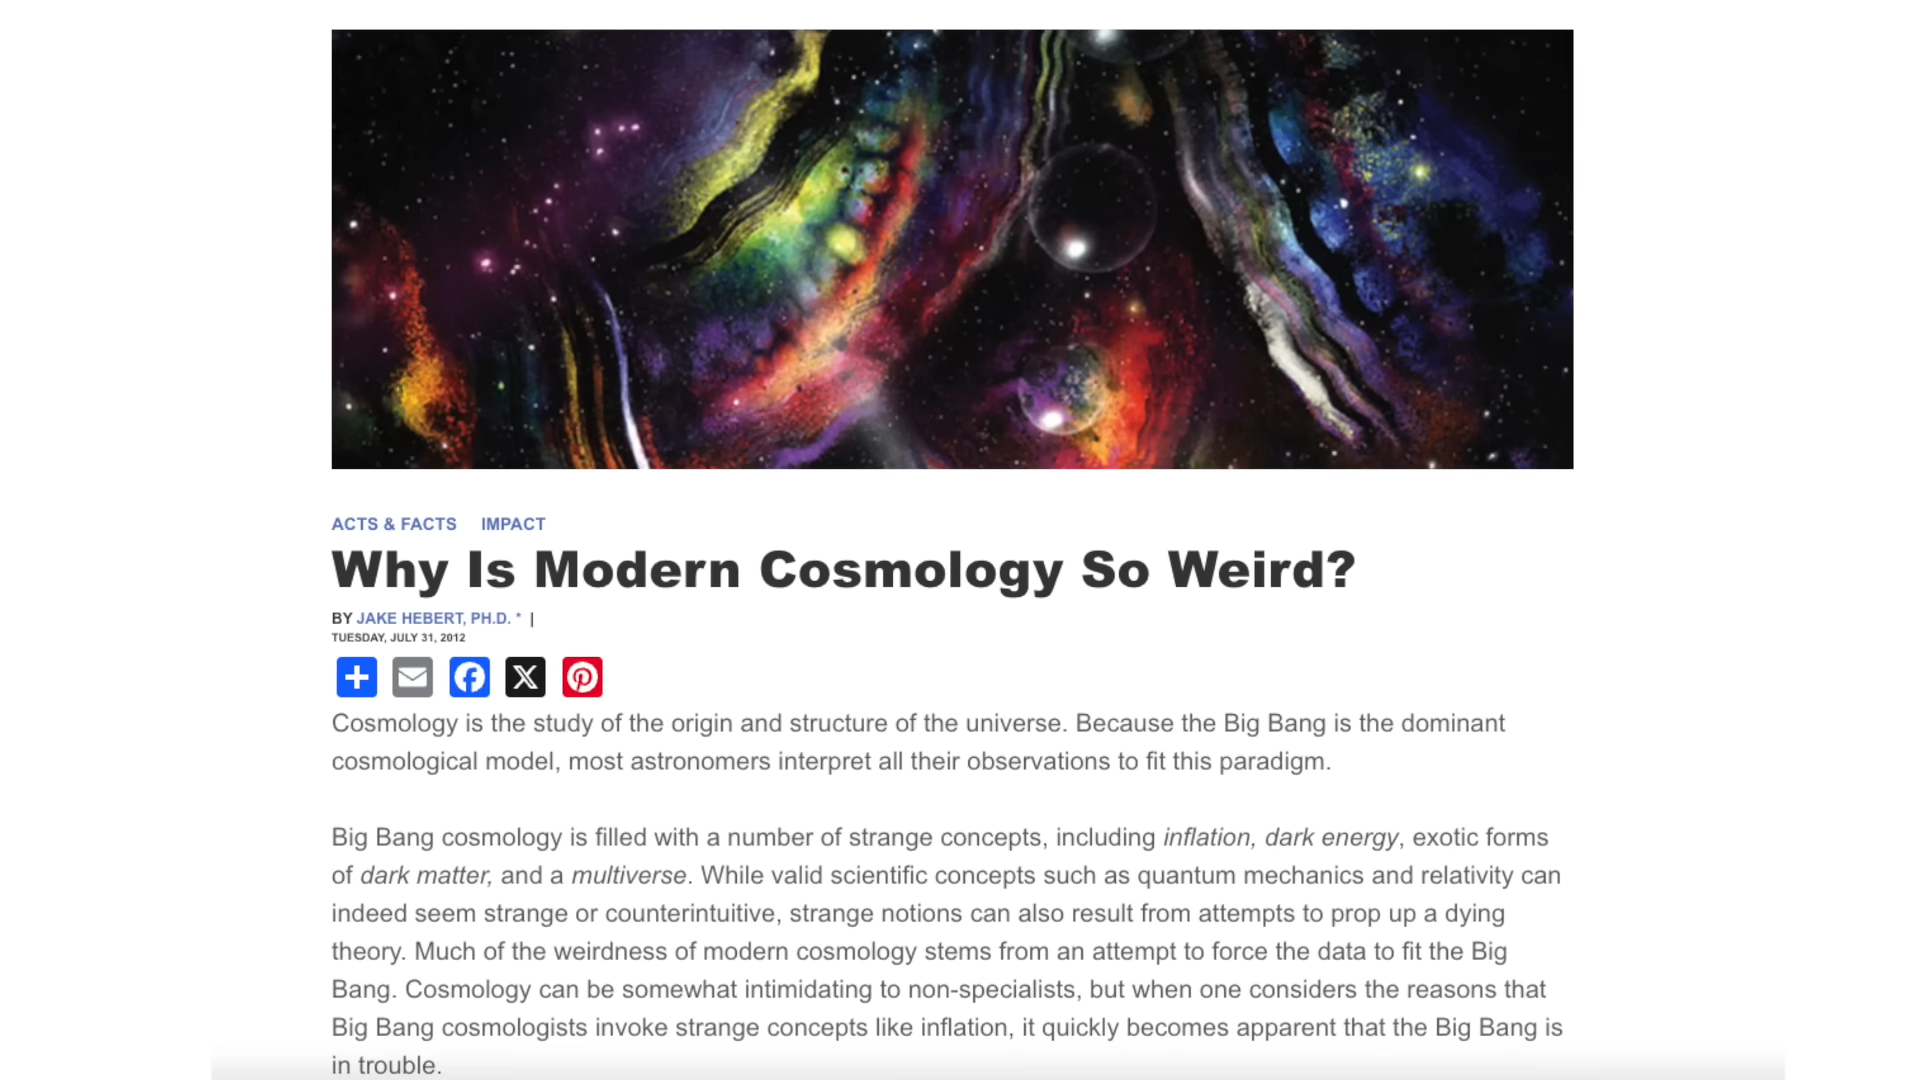 ACTS & FACTS IMPACT
Why Is Modern Cosmology So Weird?
BY JAKE HEBERT, PH.D. * |
TUESDAY, JULY 31, 2012
Cosmology is the study of the origin and structure of the universe. Because the Big Bang is the dominant
cosmological model, most astronomers interpret all their observations to fit this paradigm.
Big Bang cosmology is filled with a number of strange concepts, including inflation, dark energy, exotic forms
of dark matter, and a multiverse. While valid scientific concepts such as quantum mechanics and relativity can
indeed seem strange or counterintuitive, strange notions can also result from attempts to prop up a dying
theory. Much of the weirdness of modern cosmology stems from an attempt to force the data to fit the Big
Bang. Cosmology can be somewhat intimidating to non-specialists, but when one considers the reasons that
Big Bang cosmologists invoke strange concepts like inflation, it quickly becomes apparent that the Big Bang is
in trouble.